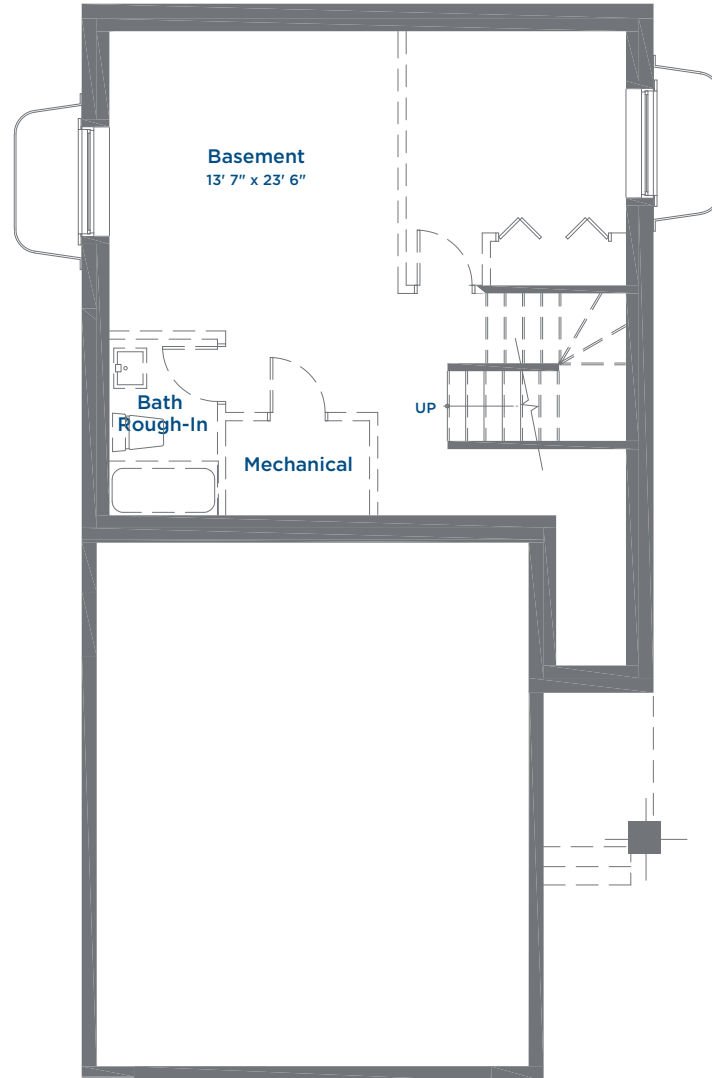 Basement
13' 7" x 23' 6"
Bath
Rough-In
UP
Mechanical